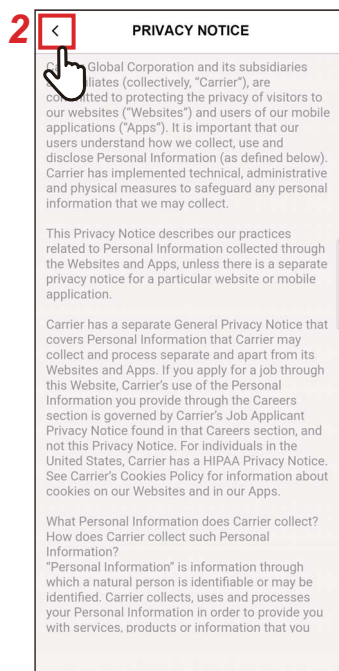 2
PRIVACY NOTICE
Global Corporation and its subsidiaries
(collectively, “Carrier”), are
to protecting the privacy of visitors to
our websites (“Websites”) and users of our mobile
applications (“Apps”). It is important that our
users understand how we collect, use and
disclose Personal Information (as defined below).
Carrier has implemented technical, administrative
and physical measures to safeguard any personal
information that we may collect.
This Privacy Notice describes our practices
related to Personal Information collected through
the Websites and Apps, unless there is a separate
privacy notice for a particular website or mobile
application.
Carrier has a separate General Privacy Notice that
covers Personal Information that Carrier may
collect and process separate and apart from its
Websites and Apps. If you apply for a job through
this Website, Carrier’s use of the Personal
Information you provide through the Careers
section is governed by Carrier’s Job Applicant
Privacy Notice found in that Careers section, and
not this Privacy Notice. For individuals in the
United States, Carrier has a HIPAA Privacy Notice.
See Carrier’s Cookies Policy for information about
cookies on our Websites and in our Apps.
What Personal Information does Carrier collect?
How does Carrier collect such Personal
Information?
“Personal Information” is information through
which a natural person is identifiable or may be
identified. Carrier collects, uses and processes
your Personal Information in order to provide you
with services, products or information that you